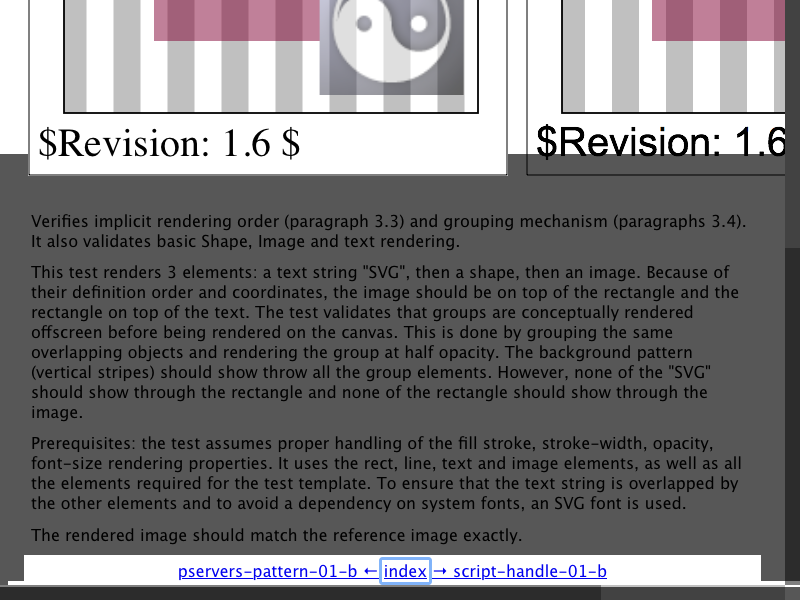 $Revision: 1.6 $
$Revision: 1.6
Verifies implicit rendering order (paragraph 3.3) and grouping mechanism (paragraphs 3.4).
It also validates basic Shape, Image and text rendering.
This test renders 3 elements: a text string "SVG", then a shape, then an image. Because of
their definition order and coordinates, the image should be on top of the rectangle and the
rectangle on top of the text. The test validates that groups are conceptually rendered
offscreen before being rendered on the canvas. This is done by grouping the same
overlapping objects and rendering the group at half opacity. The background pattern
(vertical stripes) should show throw all the group elements. However, none of the "SVG"
should show through the rectangle and none of the rectangle should show through the
image.
Prerequisites: the test assumes proper handling of the fill stroke, stroke-width, opacity,
font-size rendering properties. It uses the rect, line, text and image elements, as well as all
the elements required for the test template. To ensure that the text string is overlapped by
the other elements and to avoid a dependency on system fonts, an SVG font is used.
The rendered image should match the reference image exactly.
pservers-pattern-01-b ← index → script-handle-01-b